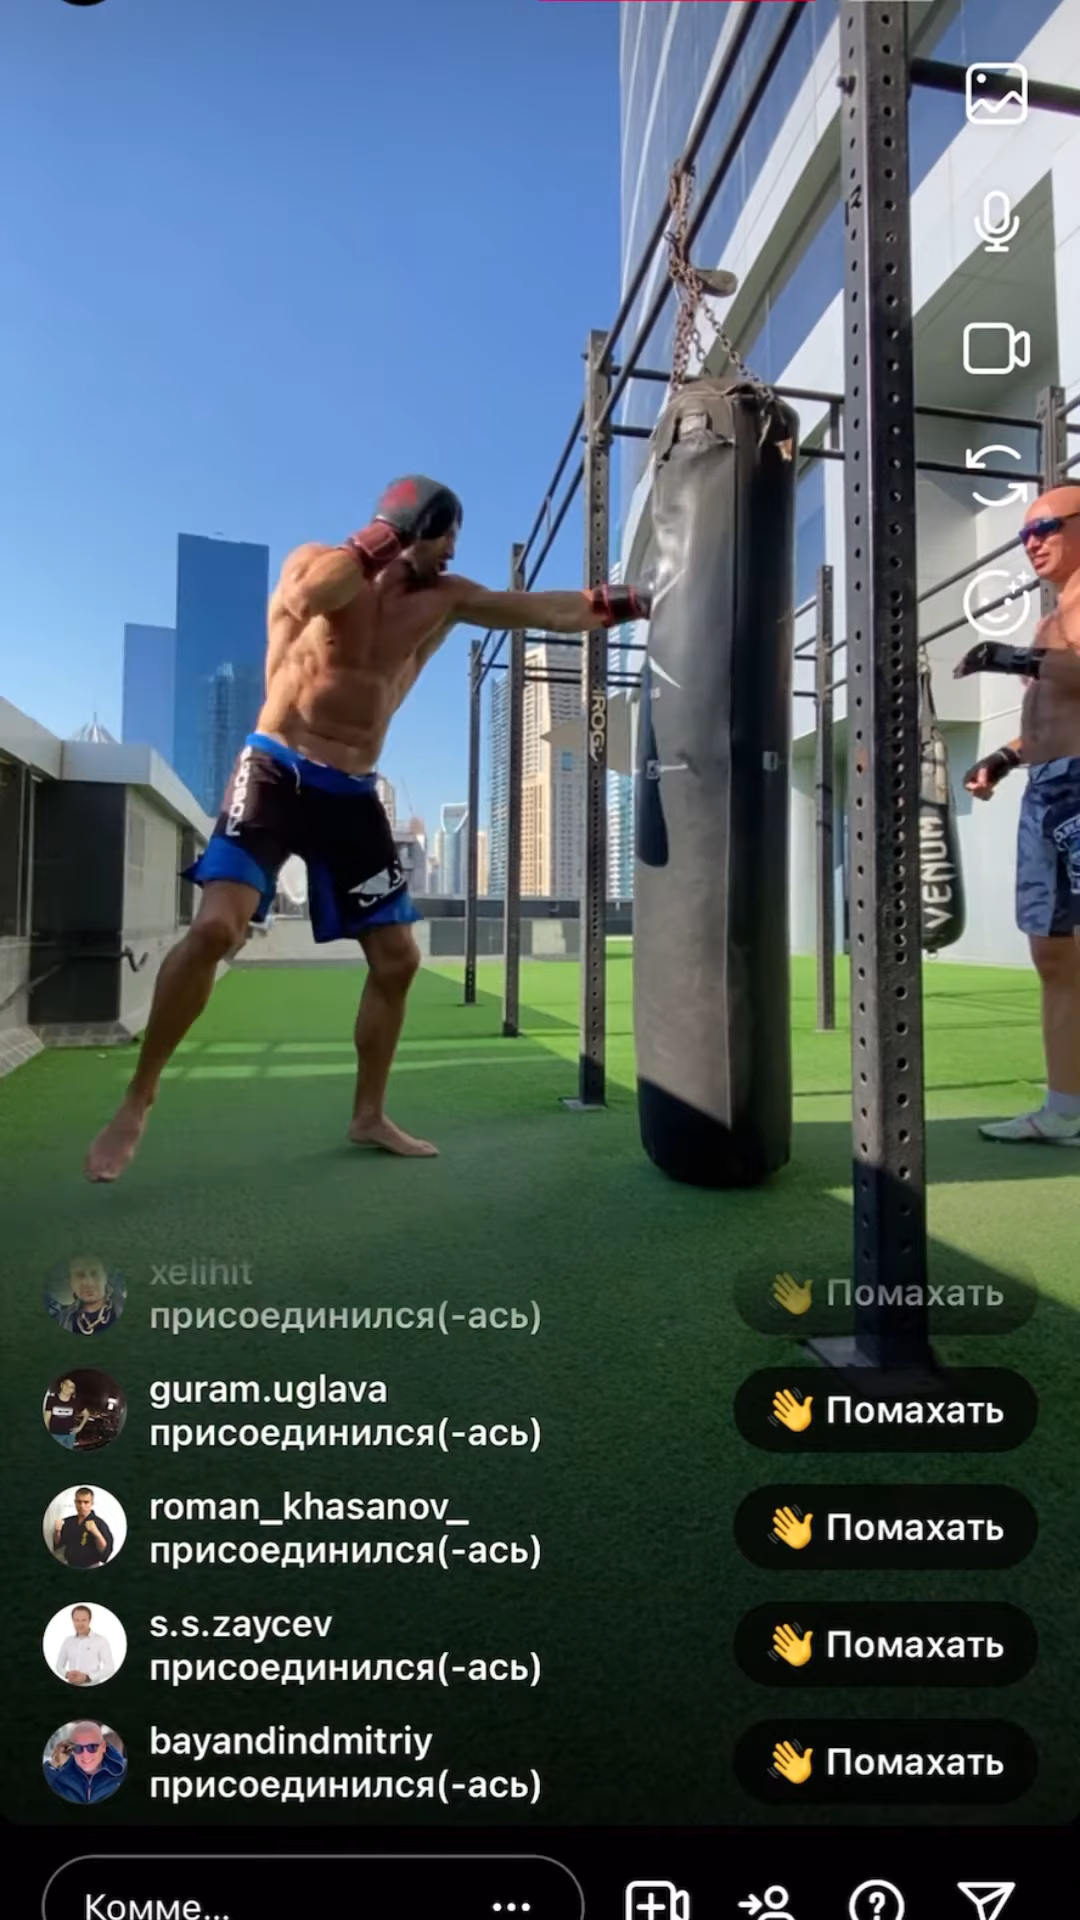 ROGUE
VENUM
xelihit
присоединился(-ась)
👋 Помахать
guram.uglava
присоединился(-ась)
👋 Помахать
roman_khasanov_
присоединился(-ась)
👋 Помахать
s.s.zaycev
присоединился(-ась)
👋 Помахать
bayandindmitriy
присоединился(-ась)
👋 Помахать
Комме...